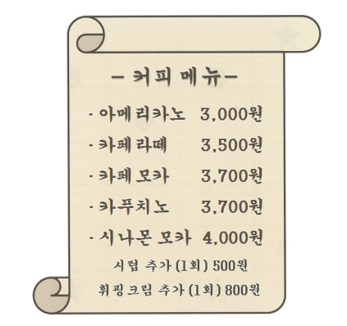 - 커피 메뉴 -
· 아메리카노 3,000원
· 카페 라떼 3,500원
· 카페 모카 3,700원
· 카푸치노 3,700원
· 시나몬 모카 4,000원
시럽 추가 (1회) 500원
휘핑 크림 추가 (1회) 800원